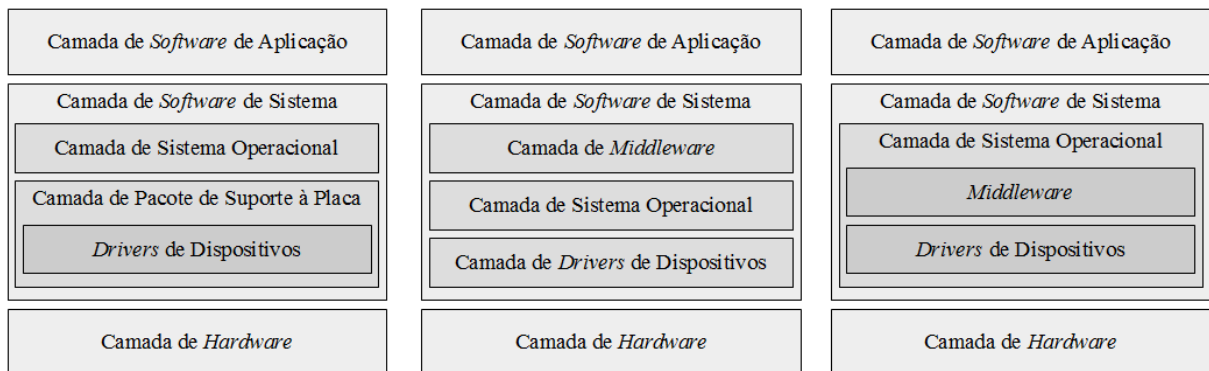 Camada de Software de Aplicação
Camada de Software de Sistema
Camada de Sistema Operacional
Camada de Pacote de Suporte à Placa
Drivers de Dispositivos
Camada de Hardware
Camada de Software de Aplicação
Camada de Software de Sistema
Camada de Middleware
Camada de Sistema Operacional
Camada de Drivers de Dispositivos
Camada de Hardware
Camada de Software de Aplicação
Camada de Software de Sistema
Camada de Sistema Operacional
Middleware
Drivers de Dispositivos
Camada de Hardware